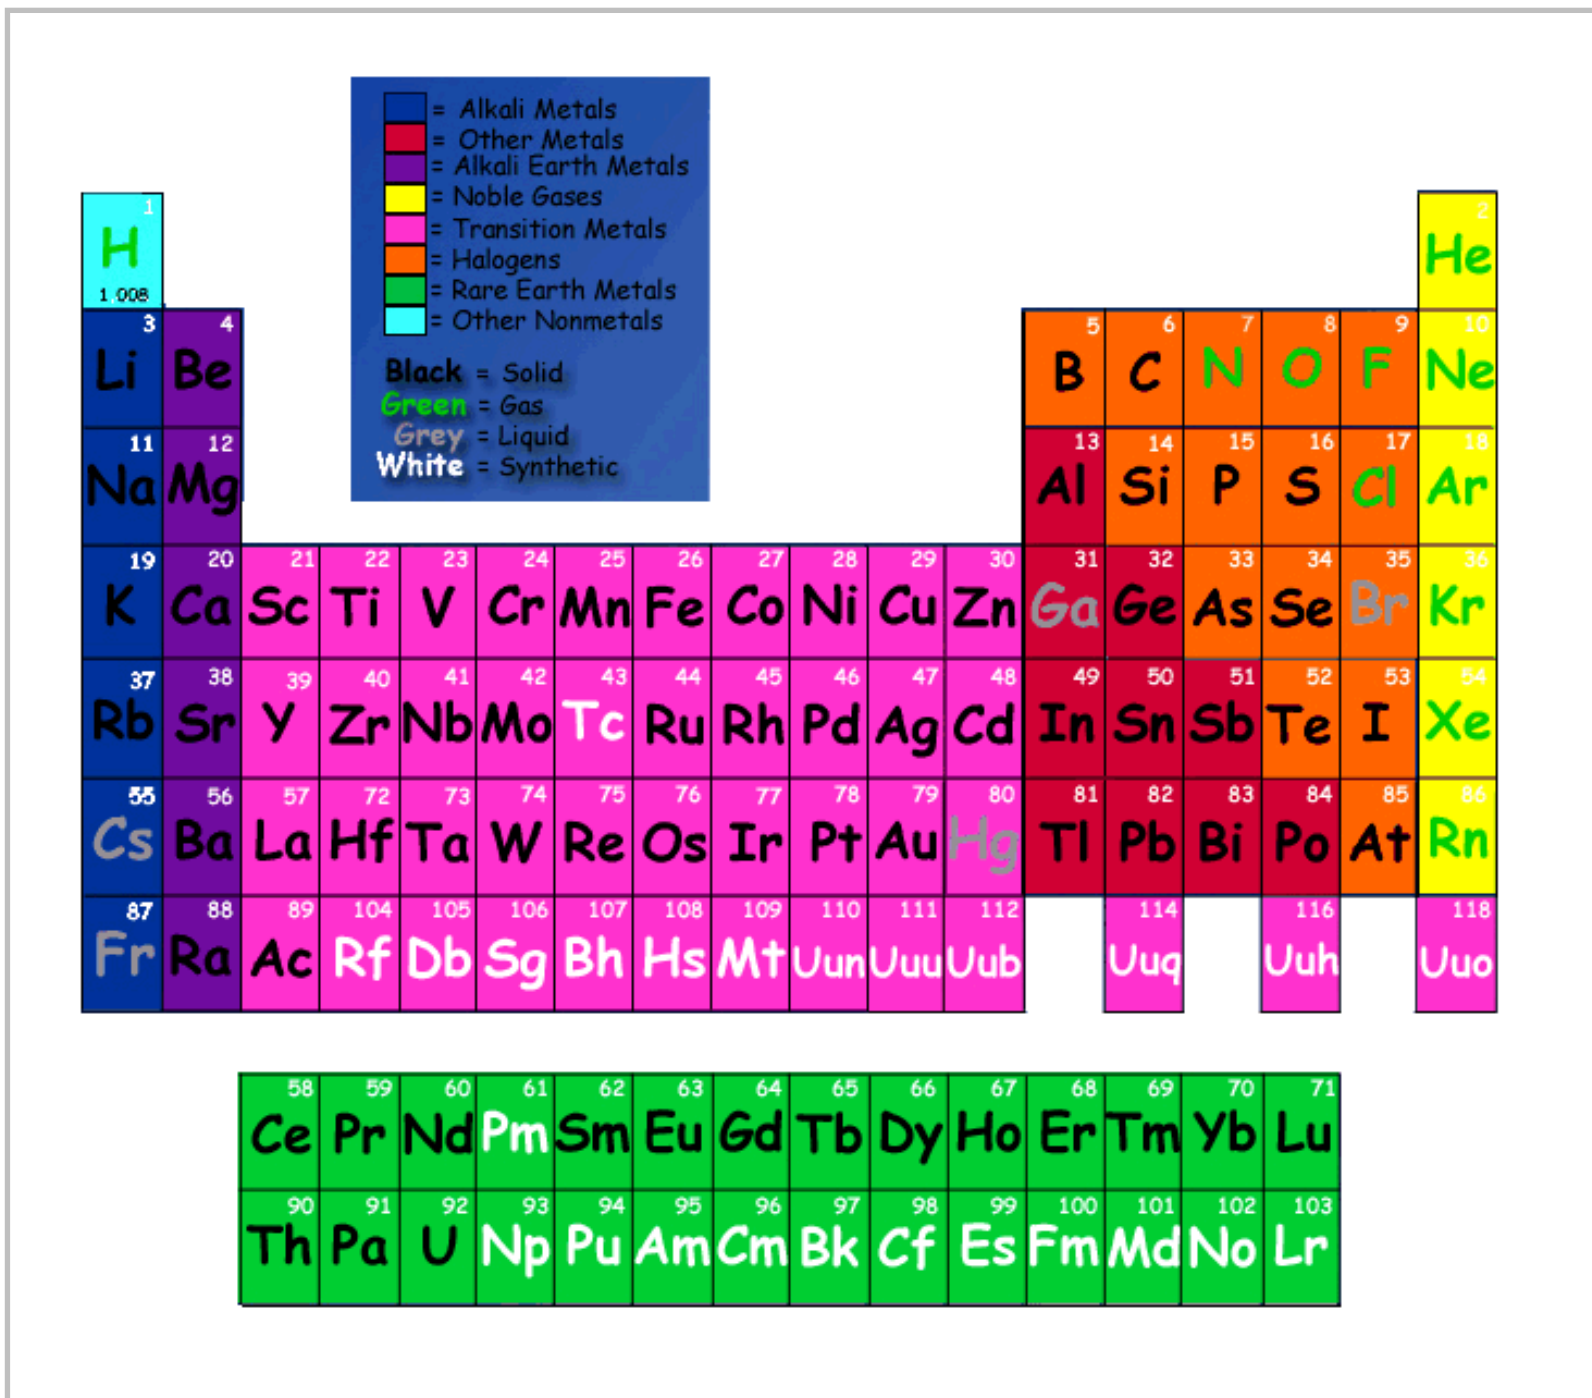 = Alkali Metals
= Other Metals
= Alkali Earth Metals
= Noble Gases
= Transition Metals
= Halogens
= Rare Earth Metals
= Other Nonmetals
Black = Solid
Green = Gas
Grey = Liquid
White = Synthetic
1 2
H He
1.008
3 4 5 6 7 8 9 10
Li Be B C N O F Ne
11 12 13 14 15 16 17 18
Na Mg Al Si P S Cl Ar
19 20 21 22 23 24 25 26 27 28 29 30 31 32 33 34 35 36
K Ca Sc Ti V Cr Mn Fe Co Ni Cu Zn Ga Ge As Se Br Kr
37 38 39 40 41 42 43 44 45 46 47 48 49 50 51 52 53 54
Rb Sr Y Zr Nb Mo Tc Ru Rh Pd Ag Cd In Sn Sb Te I Xe
55 56 57 72 73 74 75 76 77 78 79 80 81 82 83 84 85 86
Cs Ba La Hf Ta W Re Os Ir Pt Au Hg Tl Pb Bi Po At Rn
87 88 89 104 105 106 107 108 109 110 111 112 114 116 118
Fr Ra Ac Rf Db Sg Bh Hs Mt Uun Uuu Uub Uuq Uuh Uuo
58 59 60 61 62 63 64 65 66 67 68 69 70 71
Ce Pr Nd Pm Sm Eu Gd Tb Dy Ho Er Tm Yb Lu
90 91 92 93 94 95 96 97 98 99 100 101 102 103
Th Pa U Np Pu Am Cm Bk Cf Es Fm Md No Lr